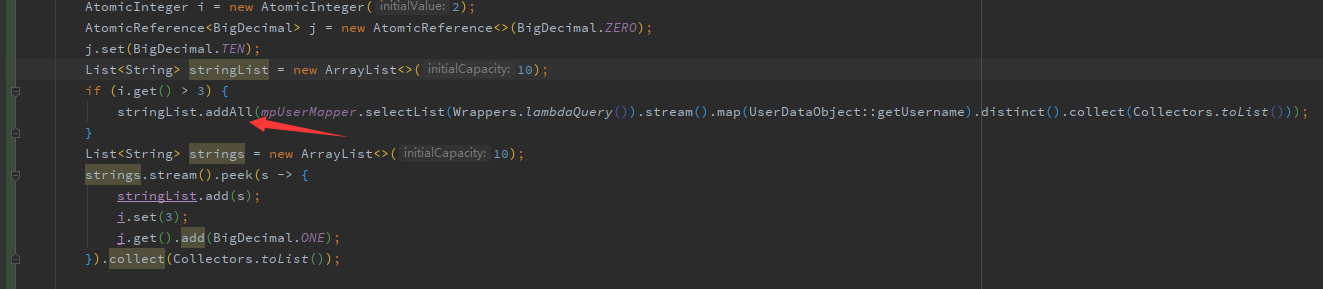 AtomicInteger i = new AtomicInteger( initialValue: 2);
AtomicReference<BigDecimal> j = new AtomicReference<>(BigDecimal.ZERO);
j.set(BigDecimal.TEN);
List<String> stringList = new ArrayList<>( initialCapacity: 10);
if (i.get() > 3) {
stringList.addAll(mpUserMapper.selectList(Wrappers.lambdaQuery()).stream().map(UserDataObject::getUsername).distinct().collect(Collectors.toList()));
}
List<String> strings = new ArrayList<>( initialCapacity: 10);
strings.stream().peek(s -> {
stringList.add(s);
i.set(3);
j.get().add(BigDecimal.ONE);
}).collect(Collectors.toList());